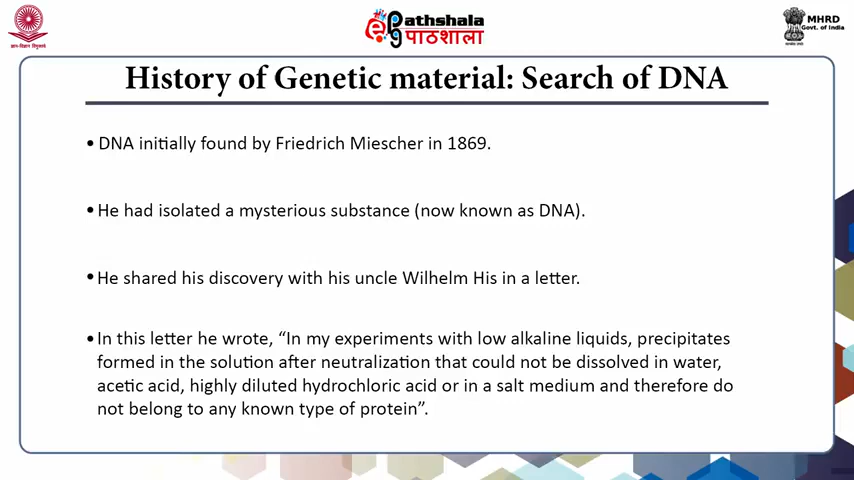 Pathshala
पाठशाला
MHRD
Govt. of India
History of Genetic material: Search of DNA
• DNA initially found by Friedrich Miescher in 1869.
• He had isolated a mysterious substance (now known as DNA).
• He shared his discovery with his uncle Wilhelm His in a letter.
• In this letter he wrote, “In my experiments with low alkaline liquids, precipitates
formed in the solution after neutralization that could not be dissolved in water,
acetic acid, highly diluted hydrochloric acid or in a salt medium and therefore do
not belong to any known type of protein”.